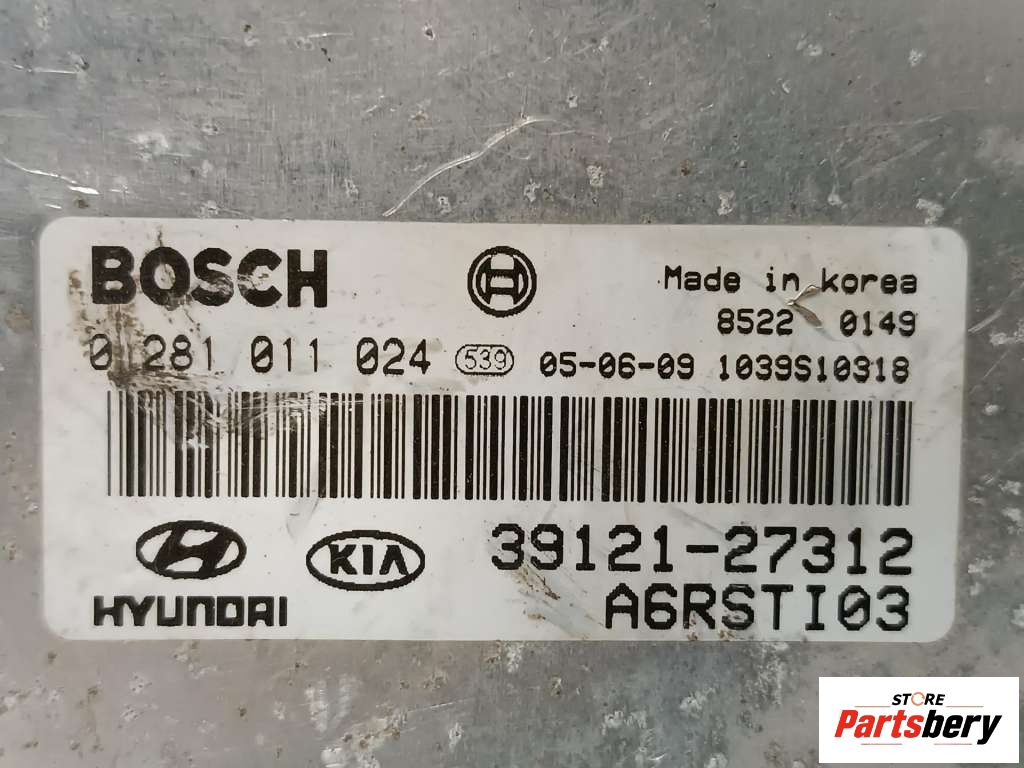 BOSCH
Made in korea
8522 0149
0 281 011 024 539 05-06-09 1039S10318
39121-27312
HYUNDAI KIA
A6RSTI03
STORE
Partsbery